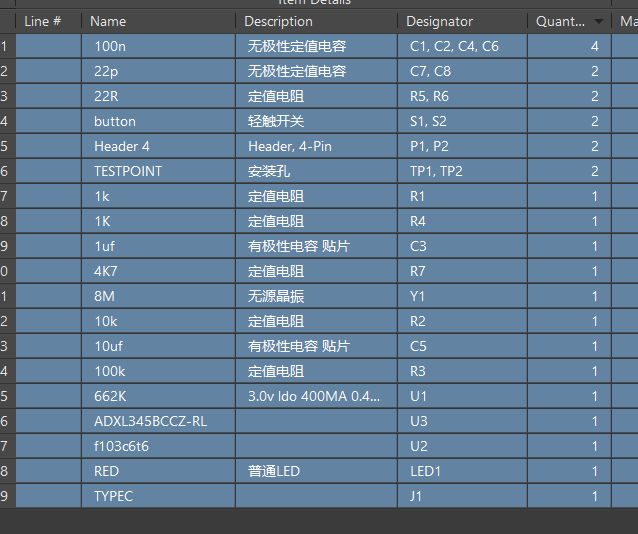 Item Details
Line # Name Description Designator Quant... Ma
1 100n 无极性定值电容 C1, C2, C4, C6 4
2 22p 无极性定值电容 C7, C8 2
3 22R 定值电阻 R5, R6 2
4 button 轻触开关 S1, S2 2
5 Header 4 Header, 4-Pin P1, P2 2
6 TESTPOINT 安装孔 TP1, TP2 2
7 1k 定值电阻 R1 1
8 1K 定值电阻 R4 1
9 1uf 有极性电容 贴片 C3 1
0 4K7 定值电阻 R7 1
1 8M 无源晶振 Y1 1
2 10k 定值电阻 R2 1
3 10uf 有极性电容 贴片 C5 1
4 100k 定值电阻 R3 1
5 662K 3.0v ldo 400MA 0.4... U1 1
6 ADXL345BCCZ-RL U3 1
7 f103c6t6 U2 1
8 RED 普通LED LED1 1
9 TYPEC J1 1